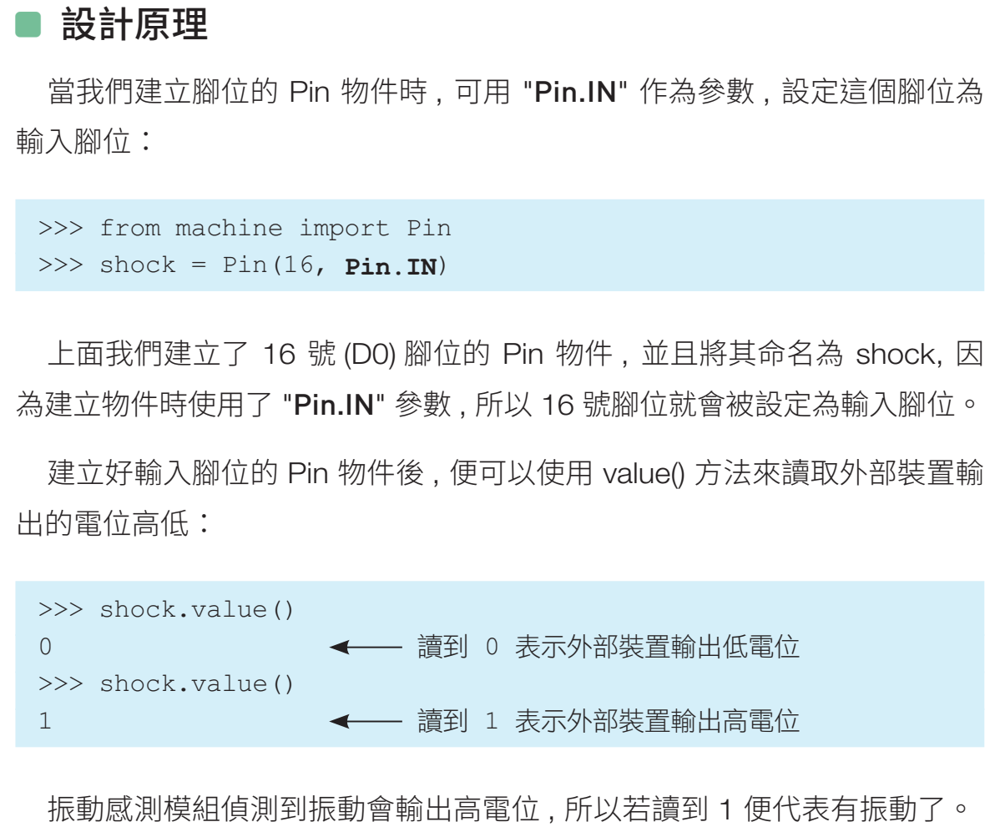 設計原理
當我們建立腳位的 Pin 物件時 , 可用 "Pin.IN" 作為參數 , 設定這個腳位為
輸入腳位：
>>> from machine import Pin
>>> shock = Pin(16, Pin.IN)
上面我們建立了 16 號 (D0) 腳位的 Pin 物件 , 並且將其命名為 shock, 因
為建立物件時使用了 "Pin.IN" 參數 , 所以 16 號腳位就會被設定為輸入腳位。
建立好輸入腳位的 Pin 物件後 , 便可以使用 value() 方法來讀取外部裝置輸
出的電位高低：
>>> shock.value()
0 ← 讀到 0 表示外部裝置輸出低電位
>>> shock.value()
1 ← 讀到 1 表示外部裝置輸出高電位
振動感測模組偵測到振動會輸出高電位 , 所以若讀到 1 便代表有振動了。